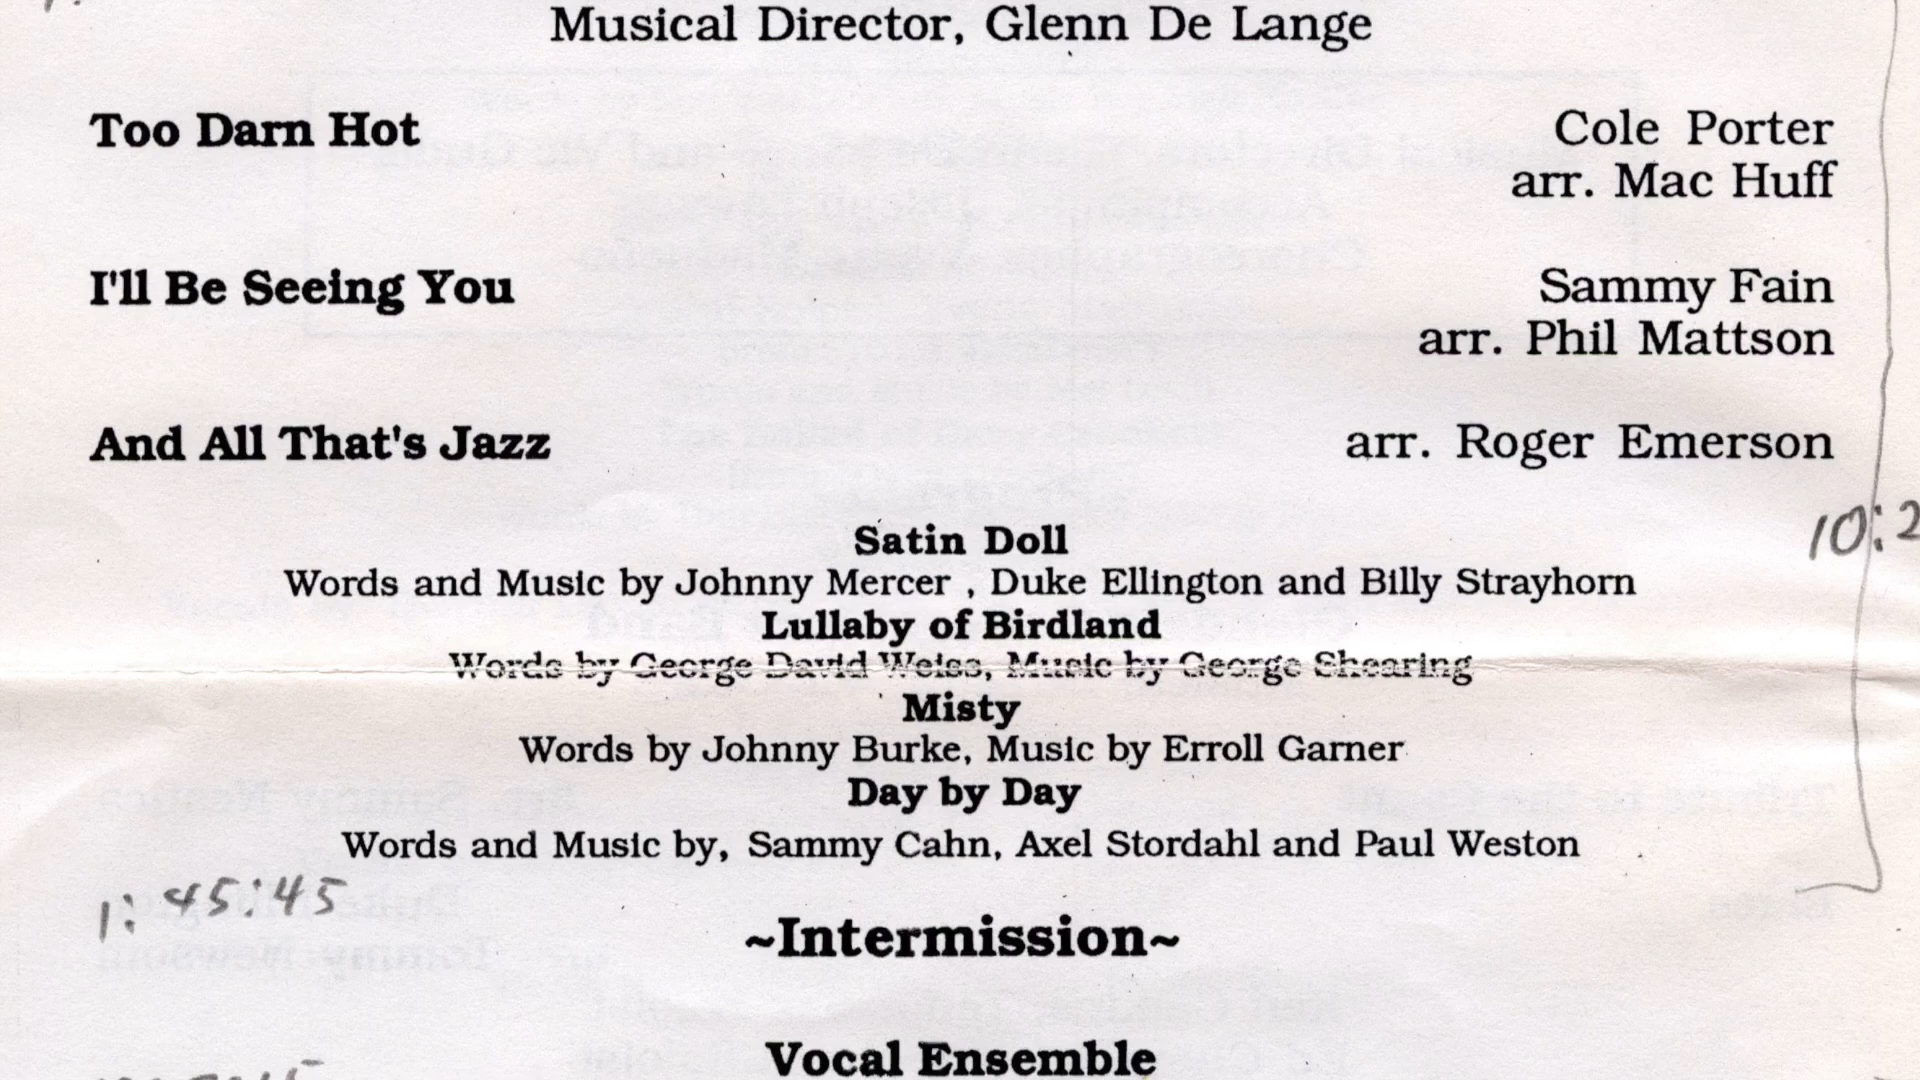 Musical Director, Glenn De Lange
Too Darn Hot Cole Porter
arr. Mac Huff
I'll Be Seeing You Sammy Fain
arr. Phil Mattson
And All That's Jazz arr. Roger Emerson
10:2
Satin Doll
Words and Music by Johnny Mercer , Duke Ellington and Billy Strayhorn
Lullaby of Birdland
Words by George David Weiss, Music by George Shearing
Misty
Words by Johnny Burke, Music by Erroll Garner
Day by Day
Words and Music by, Sammy Cahn, Axel Stordahl and Paul Weston
1:45:45
~Intermission~
Vocal Ensemble